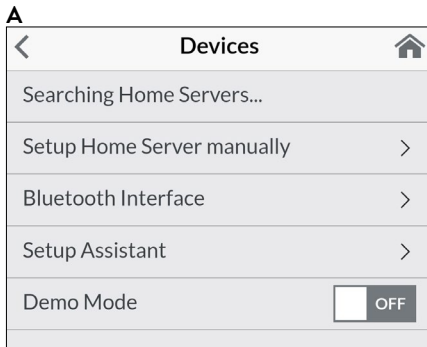 A
Devices
Searching Home Servers...
Setup Home Server manually
Bluetooth Interface
Setup Assistant
Demo Mode
OFF